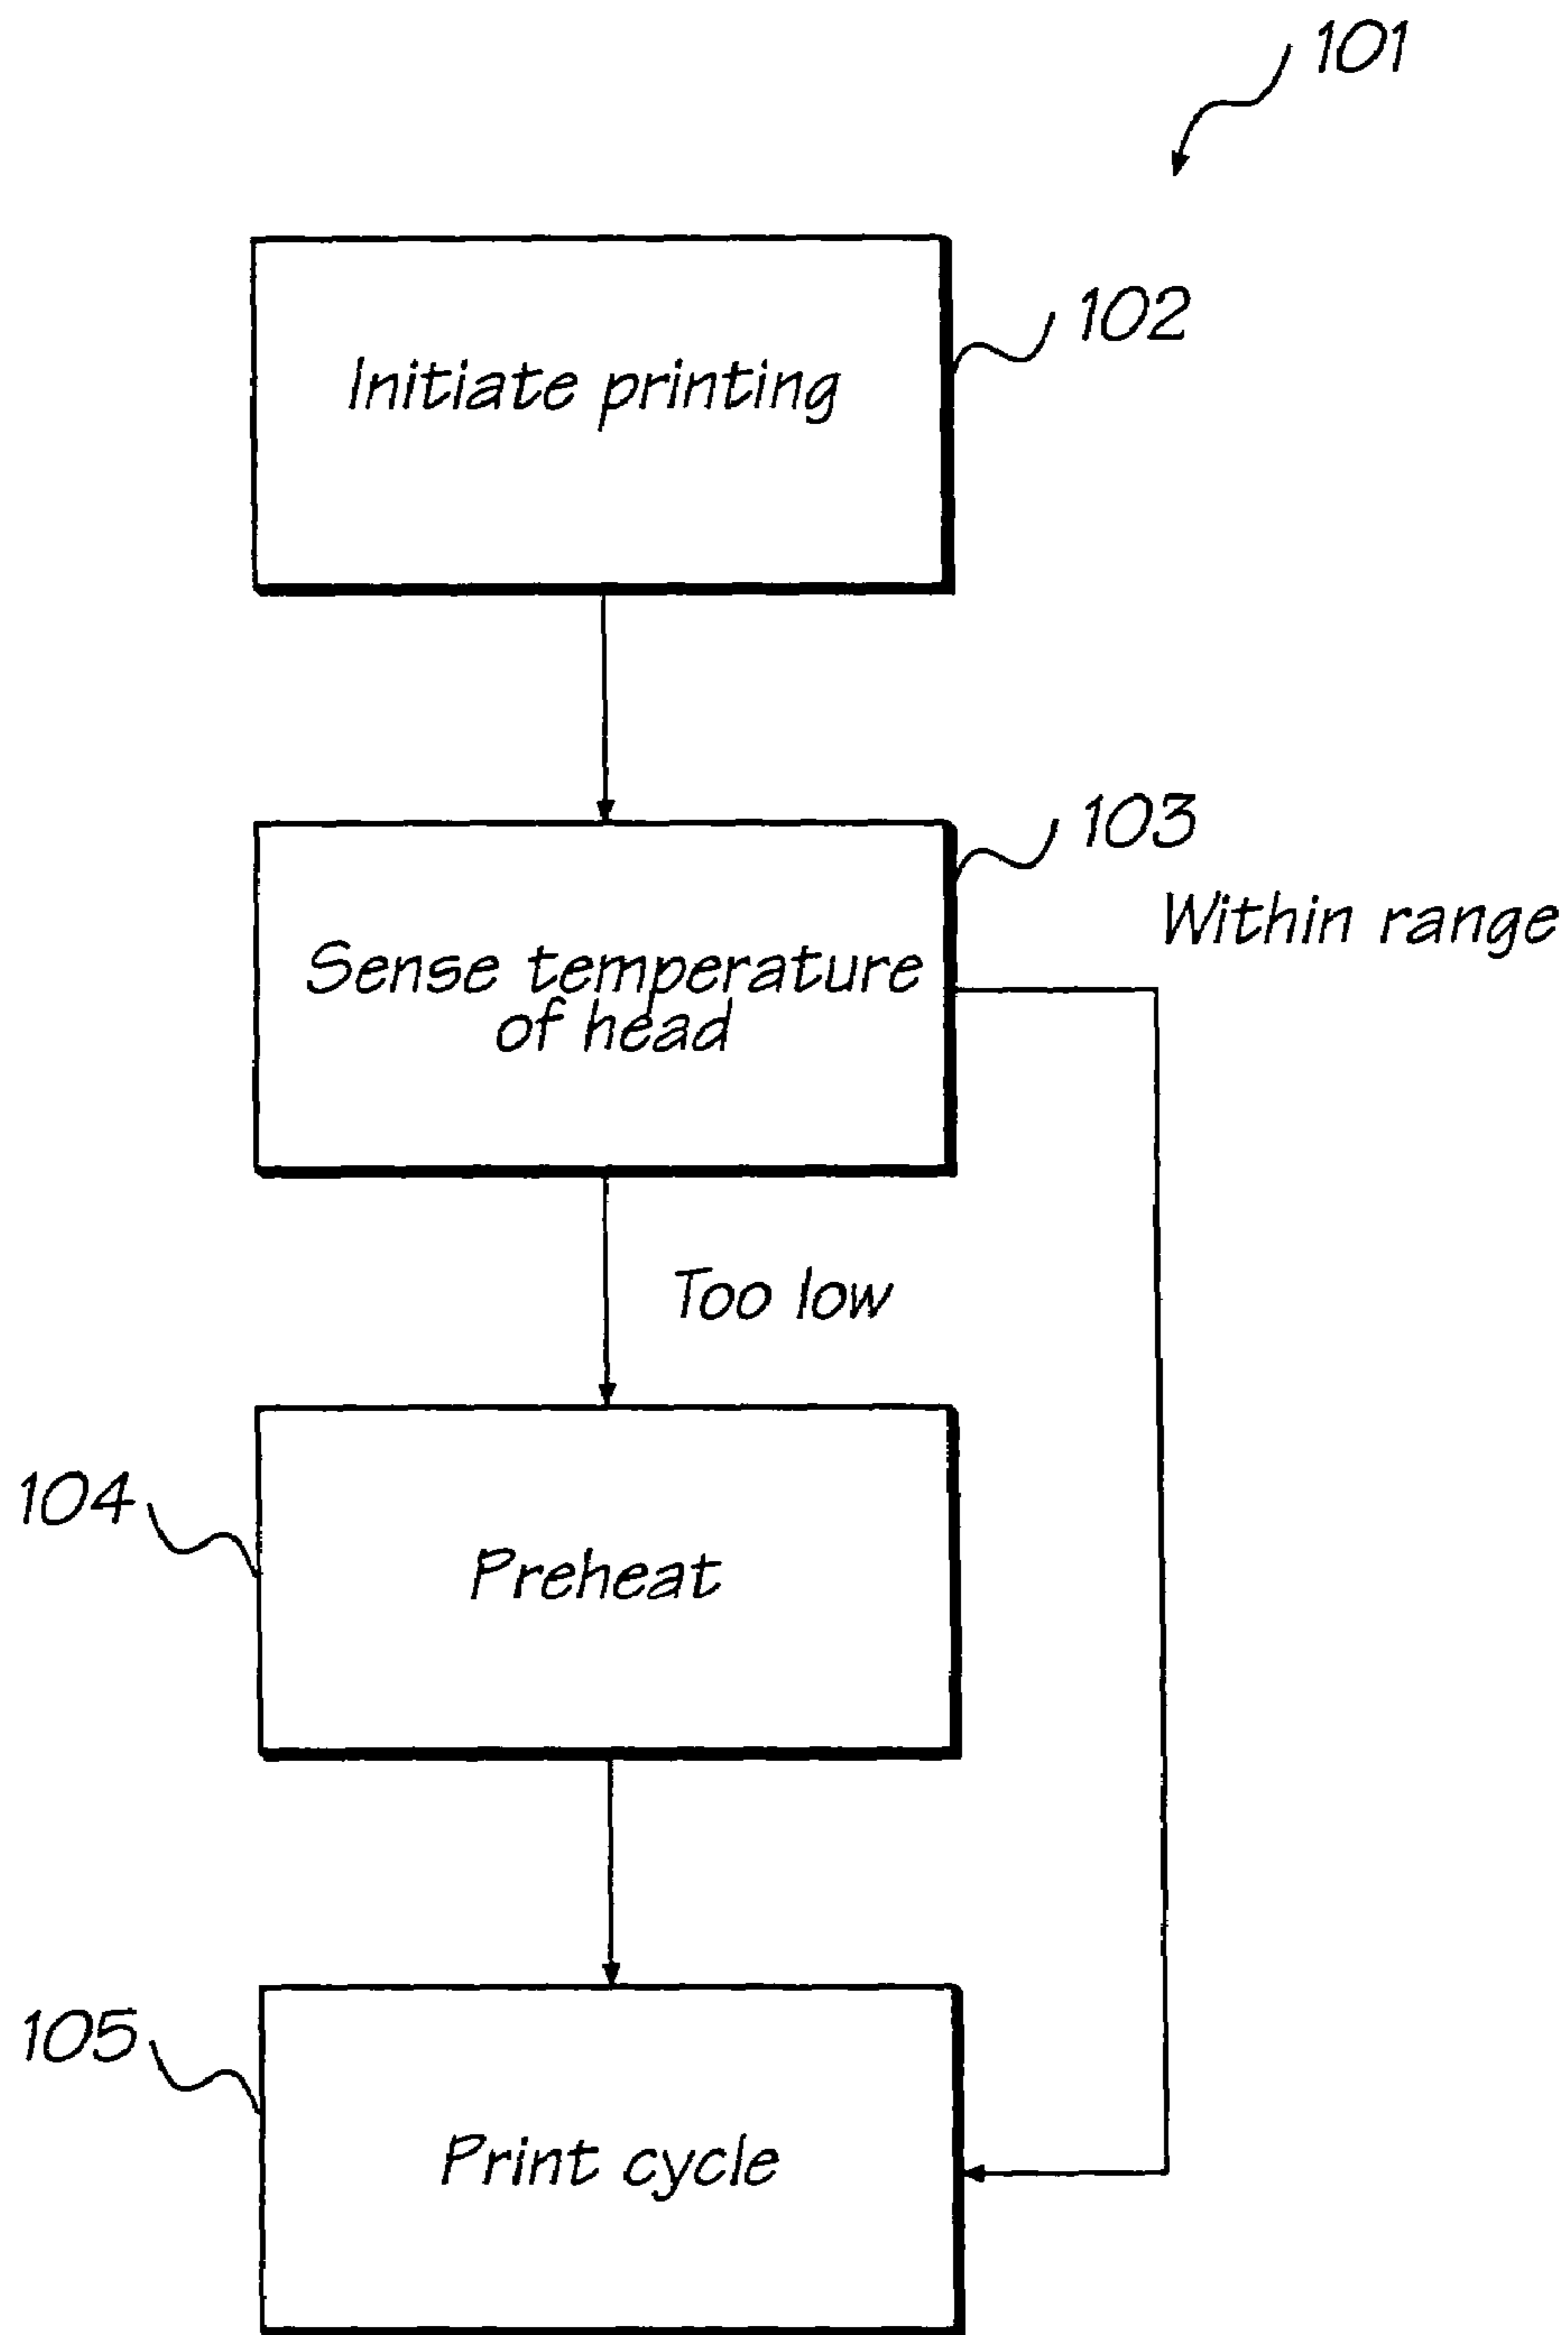 101
Initiate printing
102
103
Within range
Sense temperature
of head
Too low
104
Preheat
105
Print cycle